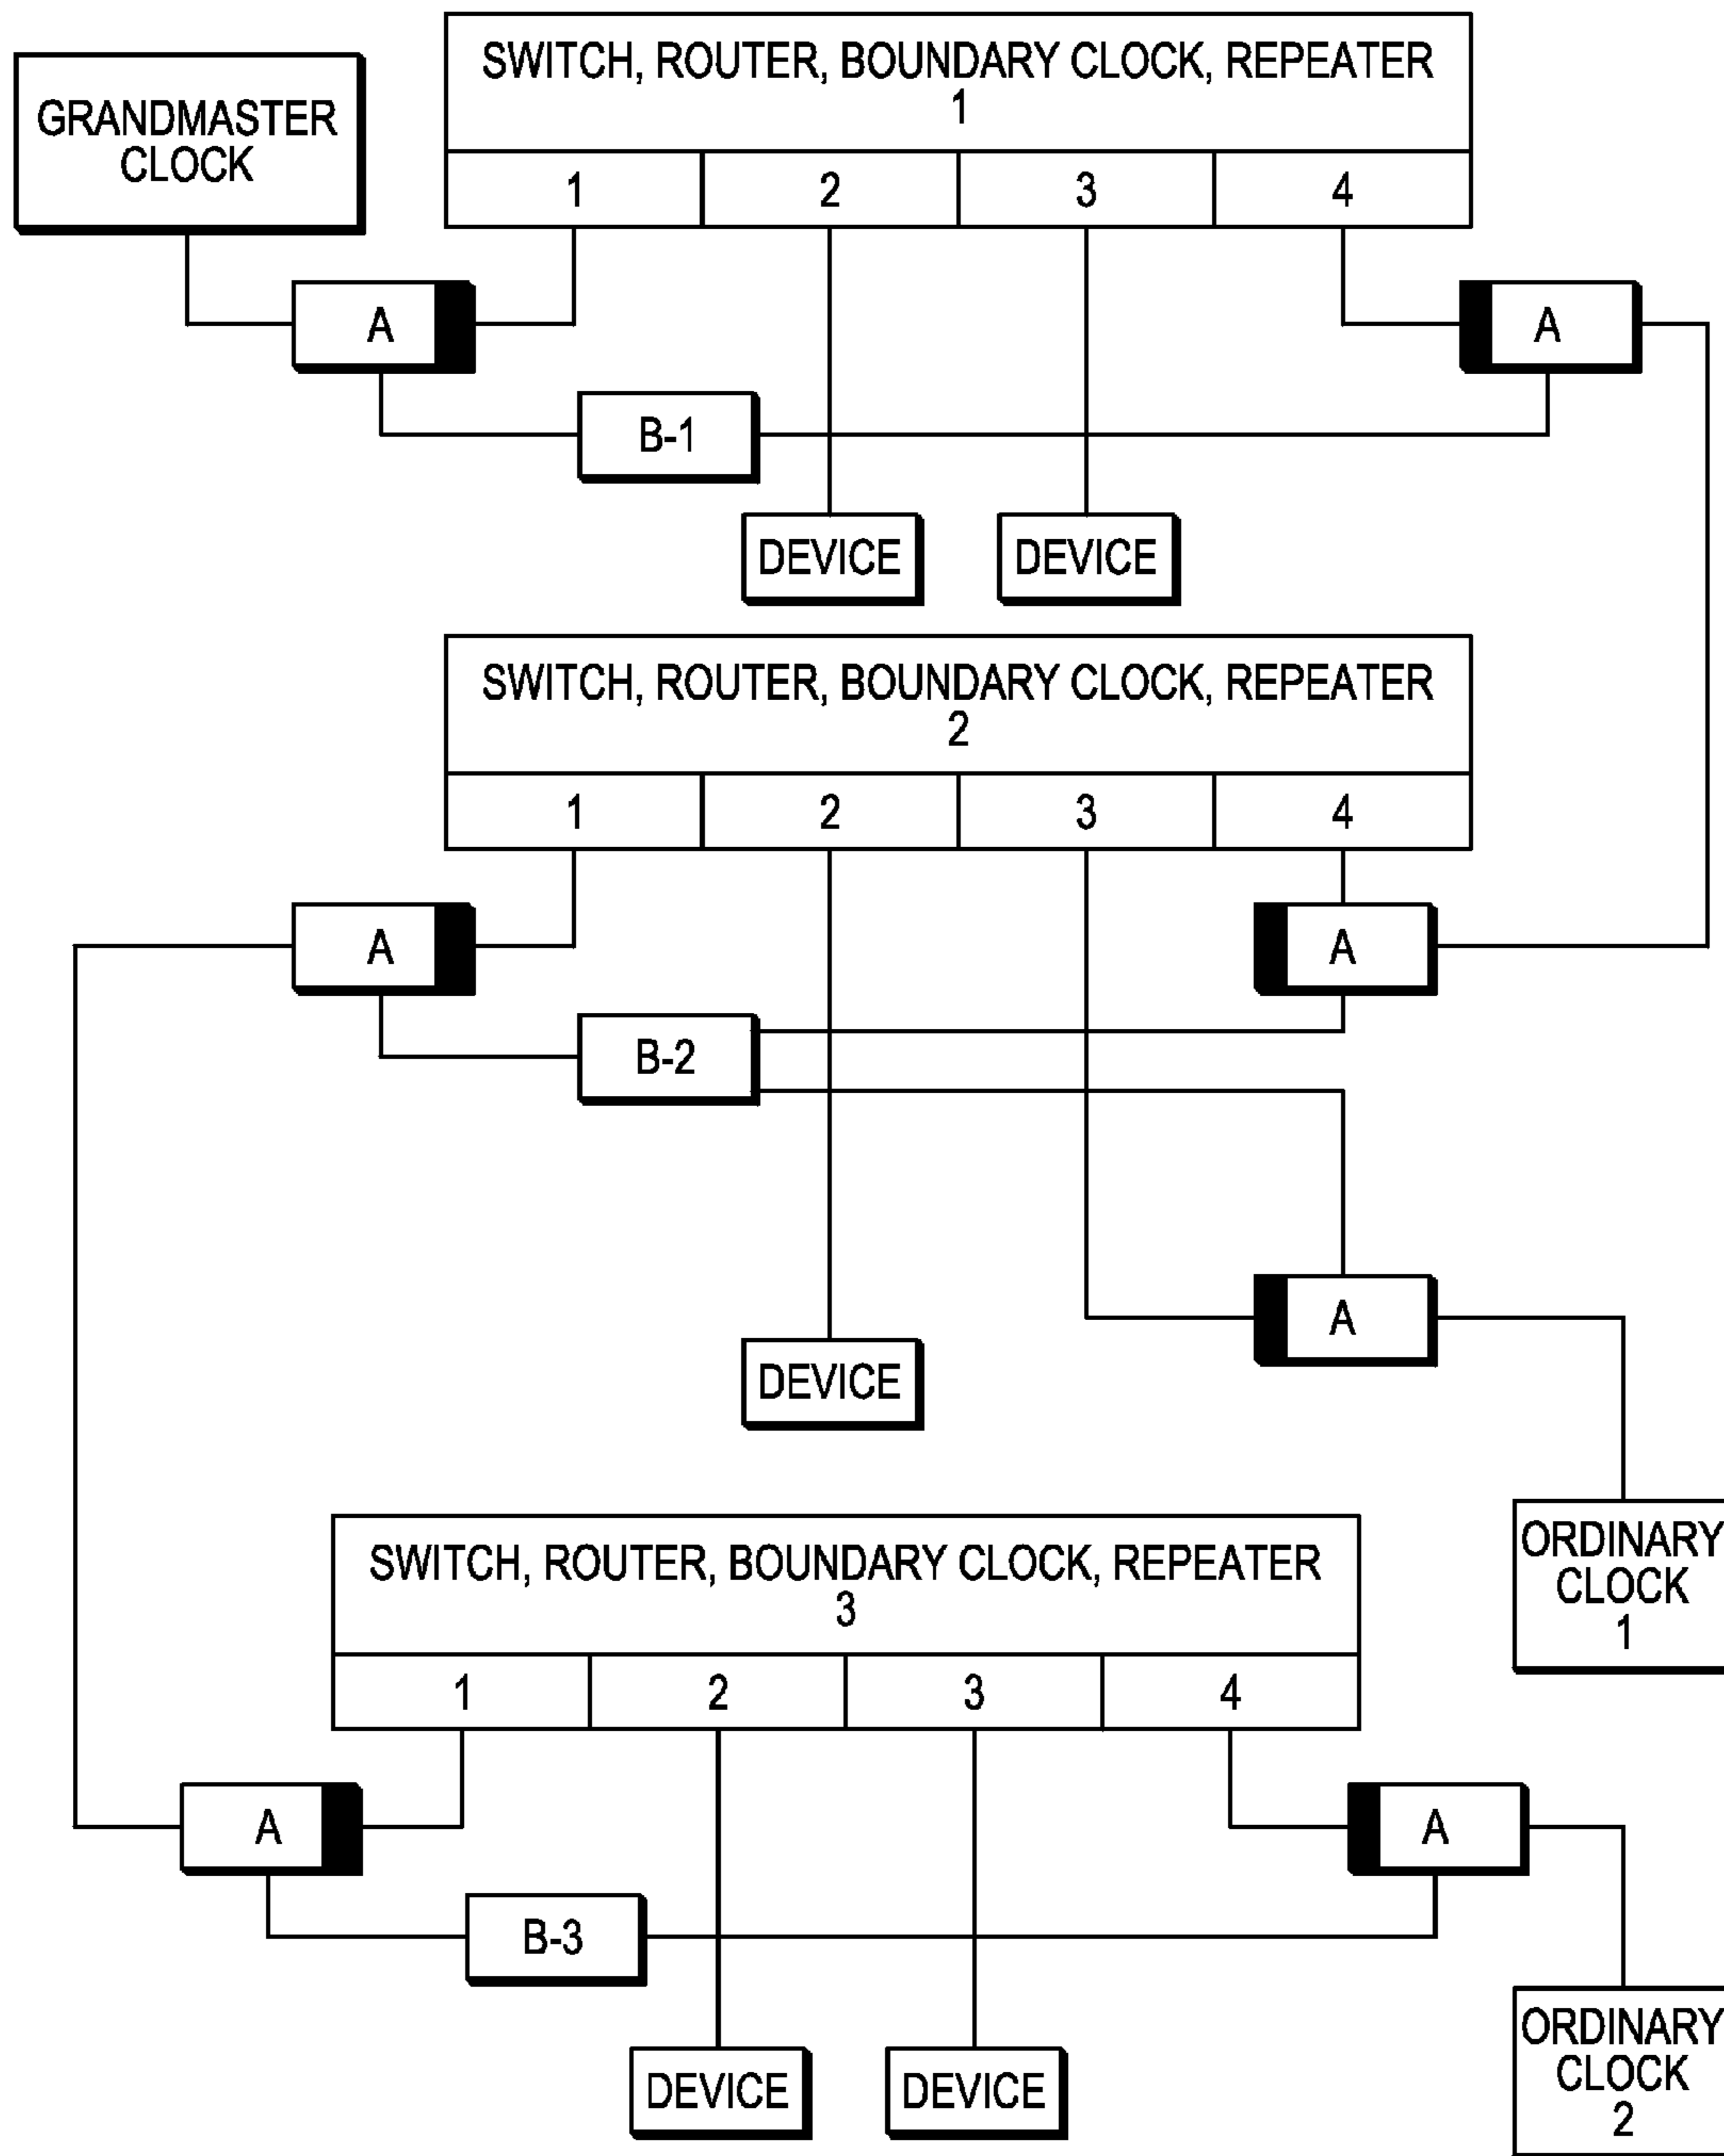 GRANDMASTER
CLOCK
SWITCH, ROUTER, BOUNDARY CLOCK, REPEATER
1
1 2 3 4
A
A
B-1
DEVICE
DEVICE
SWITCH, ROUTER, BOUNDARY CLOCK, REPEATER
2
1 2 3 4
A
A
B-2
A
DEVICE
SWITCH, ROUTER, BOUNDARY CLOCK, REPEATER
3
1 2 3 4
ORDINARY
CLOCK
1
A
A
B-3
DEVICE
DEVICE
ORDINARY
CLOCK
2